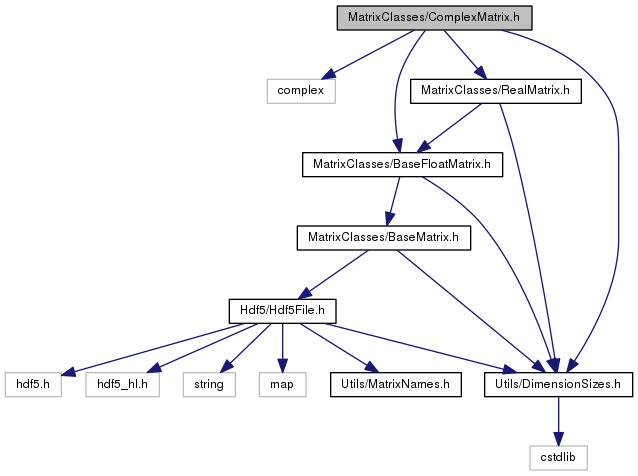 MatrixClasses/ComplexMatrix.h
complex
MatrixClasses/RealMatrix.h
MatrixClasses/BaseFloatMatrix.h
MatrixClasses/BaseMatrix.h
Hdf5/Hdf5File.h
hdf5.h
hdf5_hl.h
string
map
Utils/MatrixNames.h
Utils/DimensionSizes.h
cstdlib